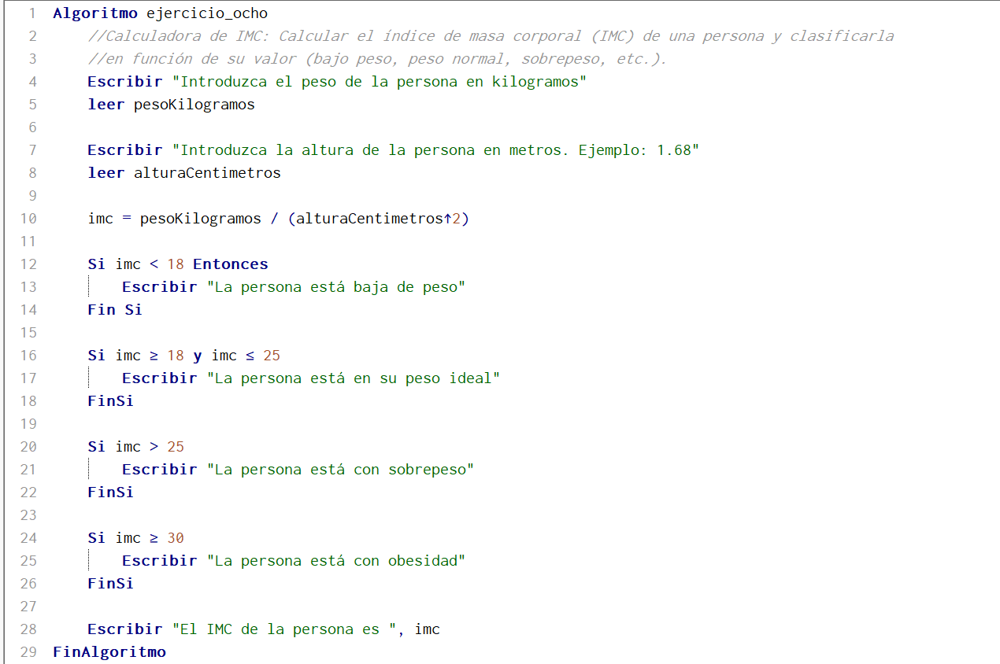 1 Algoritmo ejercicio_ocho
2 //Calculadora de IMC: Calcular el índice de masa corporal (IMC) de una persona y clasificarla
3 //en función de su valor (bajo peso, peso normal, sobrepeso, etc.).
4 Escribir "Introduzca el peso de la persona en kilogramos"
5 leer pesoKilogramos
6
7 Escribir "Introduzca la altura de la persona en metros. Ejemplo: 1.68"
8 leer alturaCentimetros
9
10 imc = pesoKilogramos / (alturaCentimetros↑2)
11
12 Si imc < 18 Entonces
13 Escribir "La persona está baja de peso"
14 Fin Si
15
16 Si imc ≥ 18 y imc ≤ 25
17 Escribir "La persona está en su peso ideal"
18 FinSi
19
20 Si imc > 25
21 Escribir "La persona está con sobrepeso"
22 FinSi
23
24 Si imc ≥ 30
25 Escribir "La persona está con obesidad"
26 FinSi
27
28 Escribir "El IMC de la persona es ", imc
29 FinAlgoritmo